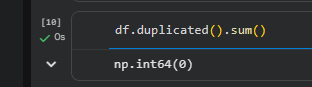 [10]
df.duplicated().sum()
0s
np.int64(0)